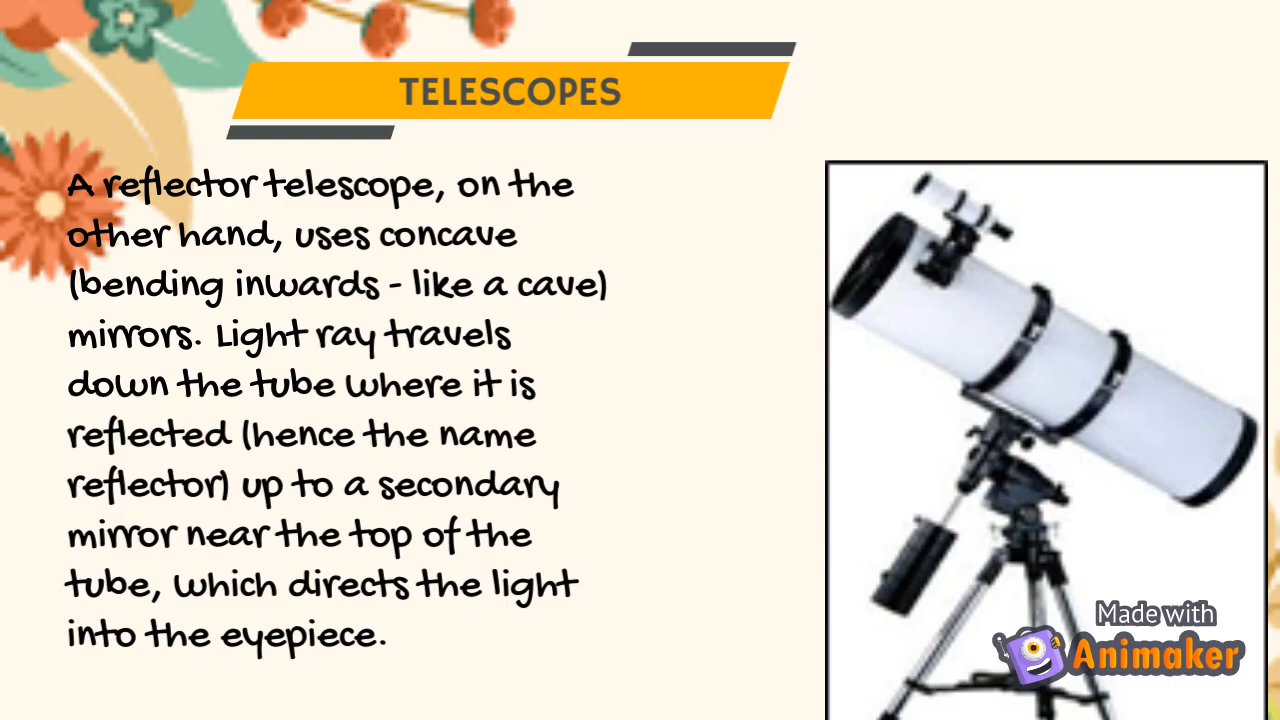 TELESCOPES
A reflector telescope, on the
other hand, uses concave
(bending inwards - like a cave)
mirrors. Light ray travels
down the tube where it is
reflected (hence the name
reflector) up to a secondary
mirror near the top of the
tube, which directs the light
into the eyepiece.
Made with
Animaker